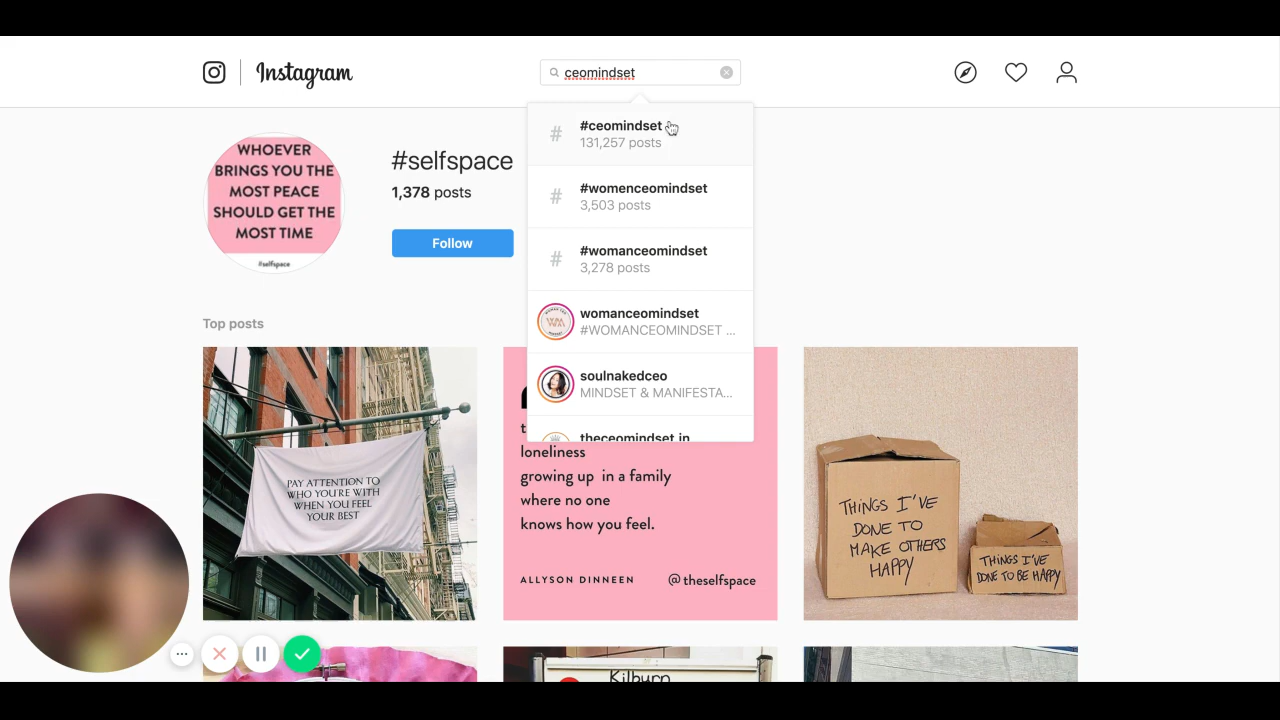 Instagram
ceomindset
#ceomindset
131,257 posts
#womenceomindset
3,503 posts
#womanceomindset
3,278 posts
womanceomindset
#WOMANCEOMINDSET ...
soulnakedceo
MINDSET & MANIFESTA...
theceomindset.in
WHOEVER
BRINGS YOU THE
MOST PEACE
SHOULD GET THE
MOST TIME
#selfspace
#selfspace
1,378 posts
Follow
Top posts
PAY ATTENTION TO
WHO YOU'RE WITH
WHEN YOU FEEL
YOUR BEST
loneliness
growing up in a family
where no one
knows how you feel.
ALLYSON DINNEEN
@theselfspace
THINGS I'VE
DONE TO
MAKE OTHERS
HAPPY
THINGS I'VE
DONE TO BE HAPPY
Kilburn